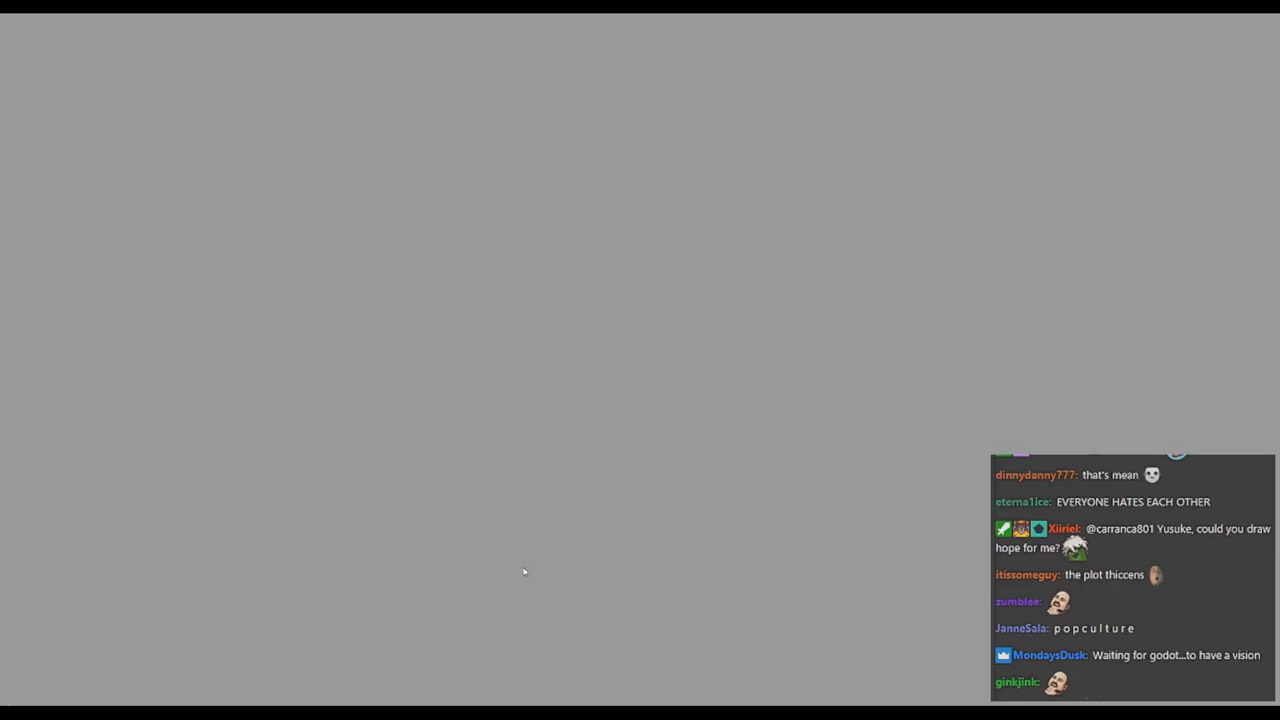 dinnydanny777: that's mean
eterna1ice: EVERYONE HATES EACH OTHER
Xiiriel: @carranca801 Yusuke, could you draw
hope for me?
itissomeguy: the plot thiccens
zumblee:
JanneSala: p o p c u l t u r e
MondaysDusk: Waiting for godot...to have a vision
ginkjink: